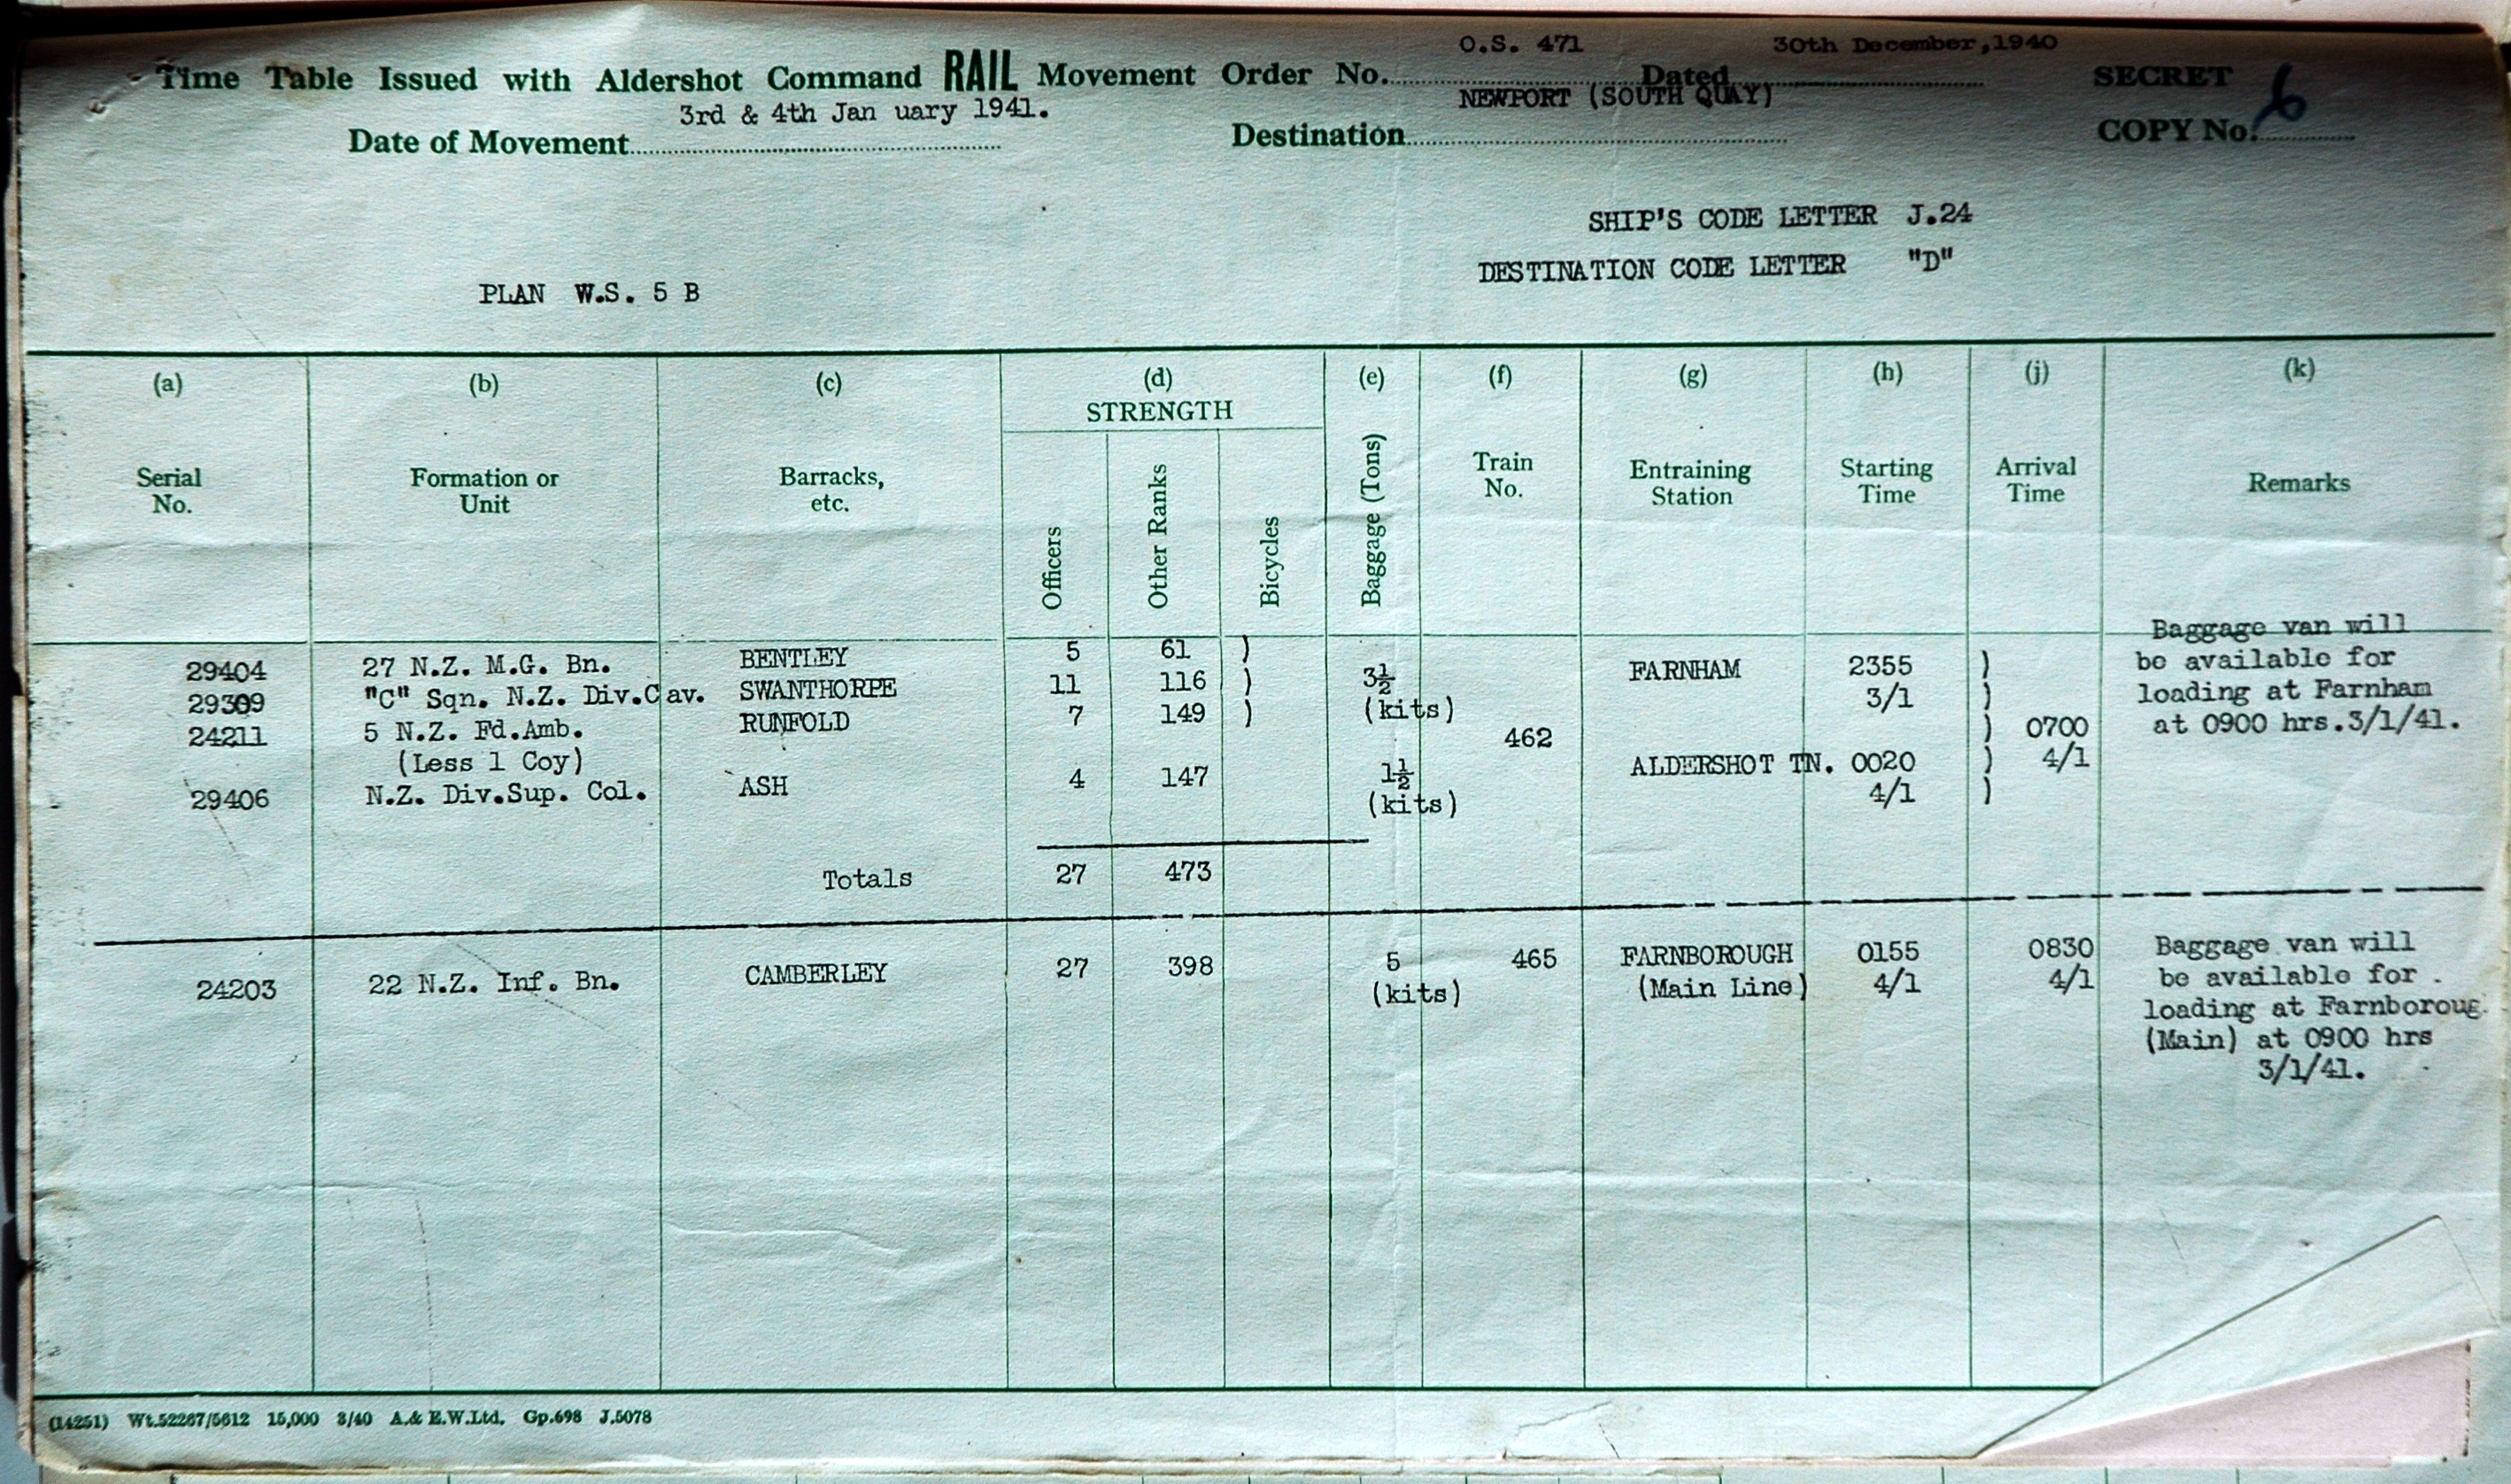 O.S. 471 30th December,1940
Time Table Issued with Aldershot Command RAIL Movement Order No. Dated SECRET 6
3rd & 4th Jan uary 1941. NEWPORT (SOUTH QUAY)
Date of Movement Destination COPY No.
SHIP'S CODE LETTER J.24
DESTINATION CODE LETTER "D"
PLAN W.S. 5 B
(a) (b) (c) (d) (e) (f) (g) (h) (j) (k)
STRENGTH
Serial No. Formation or Unit Barracks, etc. Officers Other Ranks Bicycles Baggage (Tons) Train No. Entraining Station Starting Time Arrival Time Remarks
Baggage van will
29404 27 N.Z. M.G. Bn. BENTLEY 5 61 ) FARNHAM 2355 ) be available for
29309 "C" Sqn. N.Z. Div.Cav. SWANTHORPE 11 116 ) 3½ 3/1 ) loading at Farnham
24211 5 N.Z. Fd.Amb. RUNFOLD 7 149 ) (kits) ) 0700 at 0900 hrs.3/1/41.
(Less 1 Coy) 462 ALDERSHOT TN. 0020 ) 4/1
29406 N.Z. Div.Sup. Col. ASH 4 147 1½ 4/1 )
(kits)
Totals 27 473
24203 22 N.Z. Inf. Bn. CAMBERLEY 27 398 5 465 FARNBOROUGH 0155 0830 Baggage van will
(kits) (Main Line) 4/1 4/1 be available for .
loading at Farnboroug
(Main) at 0900 hrs
3/1/41.
(14251) Wt.52267/5612 15,000 3/40 A.& E.W.Ltd. Gp.698 J.5078